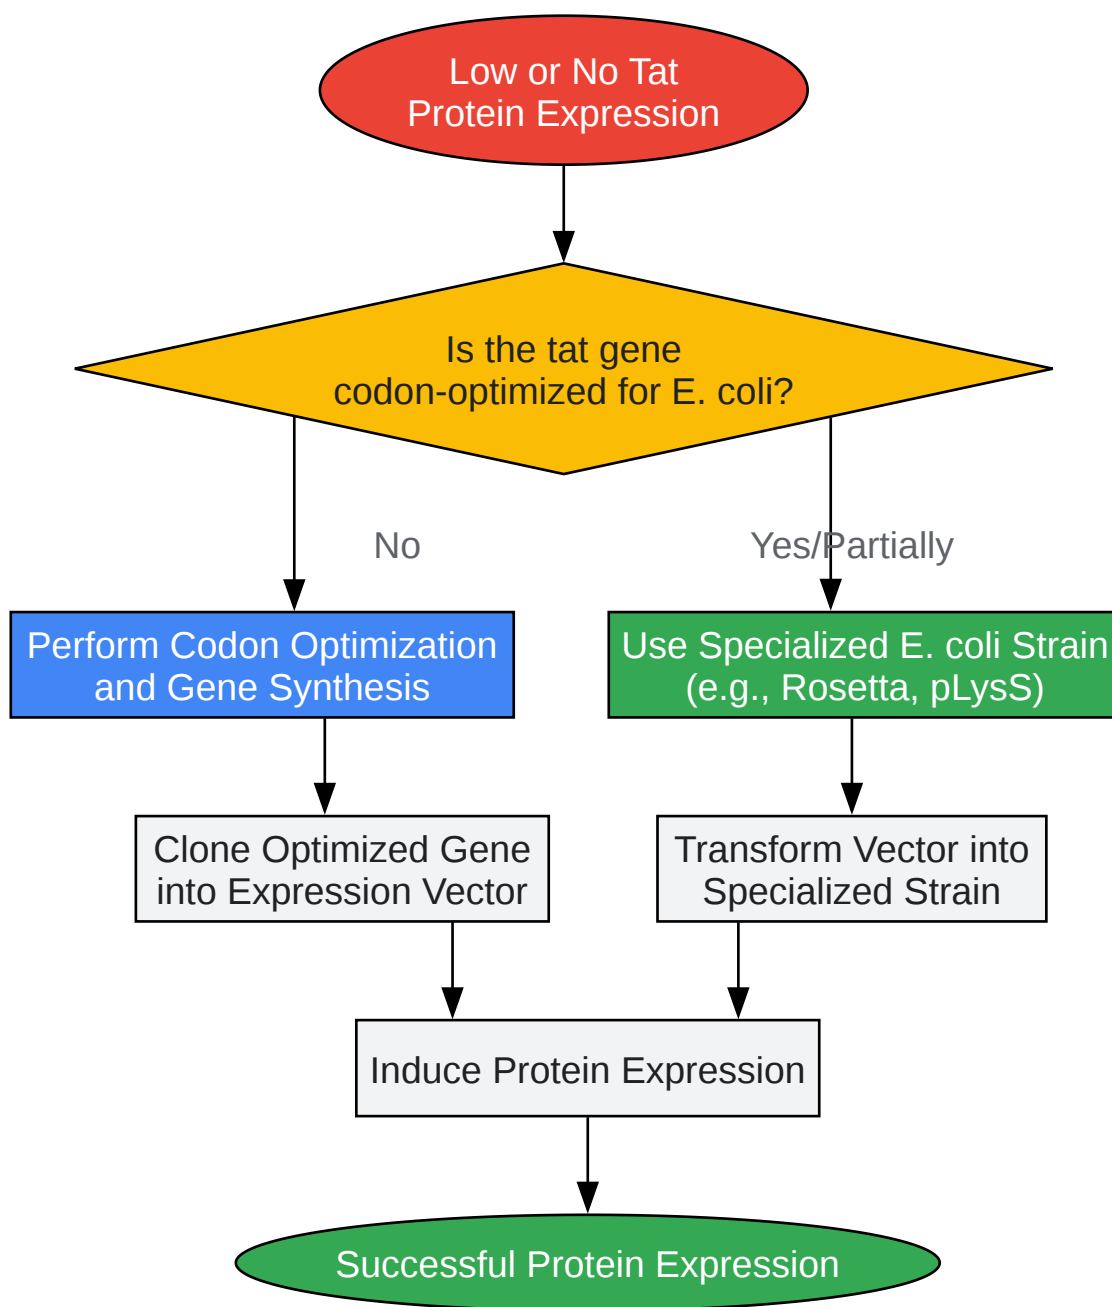 Low or No Tat
Protein Expression
Is the tat gene
codon-optimized for E. coli?
No
Yes/Partially
Perform Codon Optimization
and Gene Synthesis
Use Specialized E. coli Strain
(e.g., Rosetta, pLysS)
Clone Optimized Gene
into Expression Vector
Transform Vector into
Specialized Strain
Induce Protein Expression
Successful Protein Expression